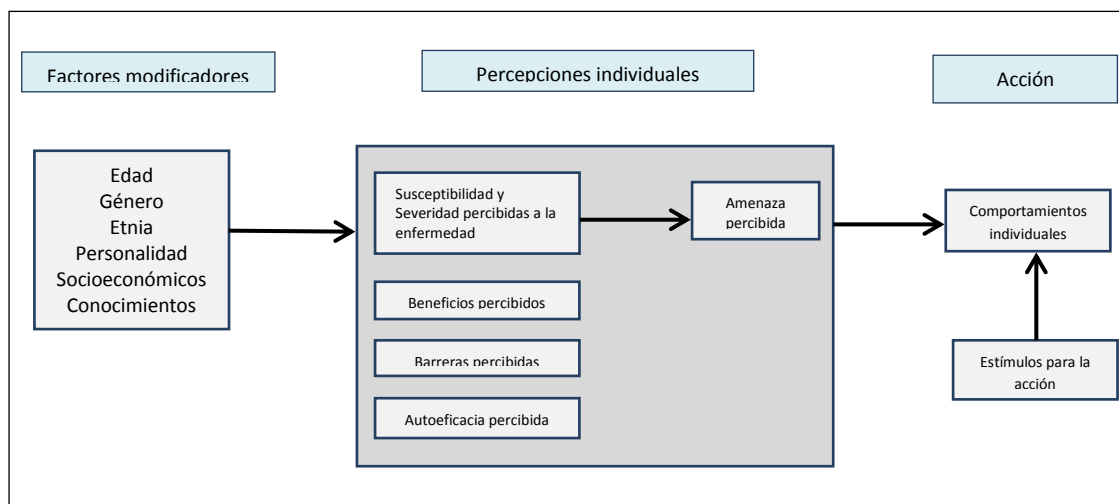 Factores modificadores
Percepciones individuales
Acción
Edad
Género
Etnia
Personalidad
Socioeconómicos
Conocimientos
Susceptibilidad y
Severidad percibidas a la
enfermedad
Amenaza
percibida
Comportamientos
individuales
Beneficios percibidos
Barreras percibidas
Autoeficacia percibida
Estímulos para la
acción